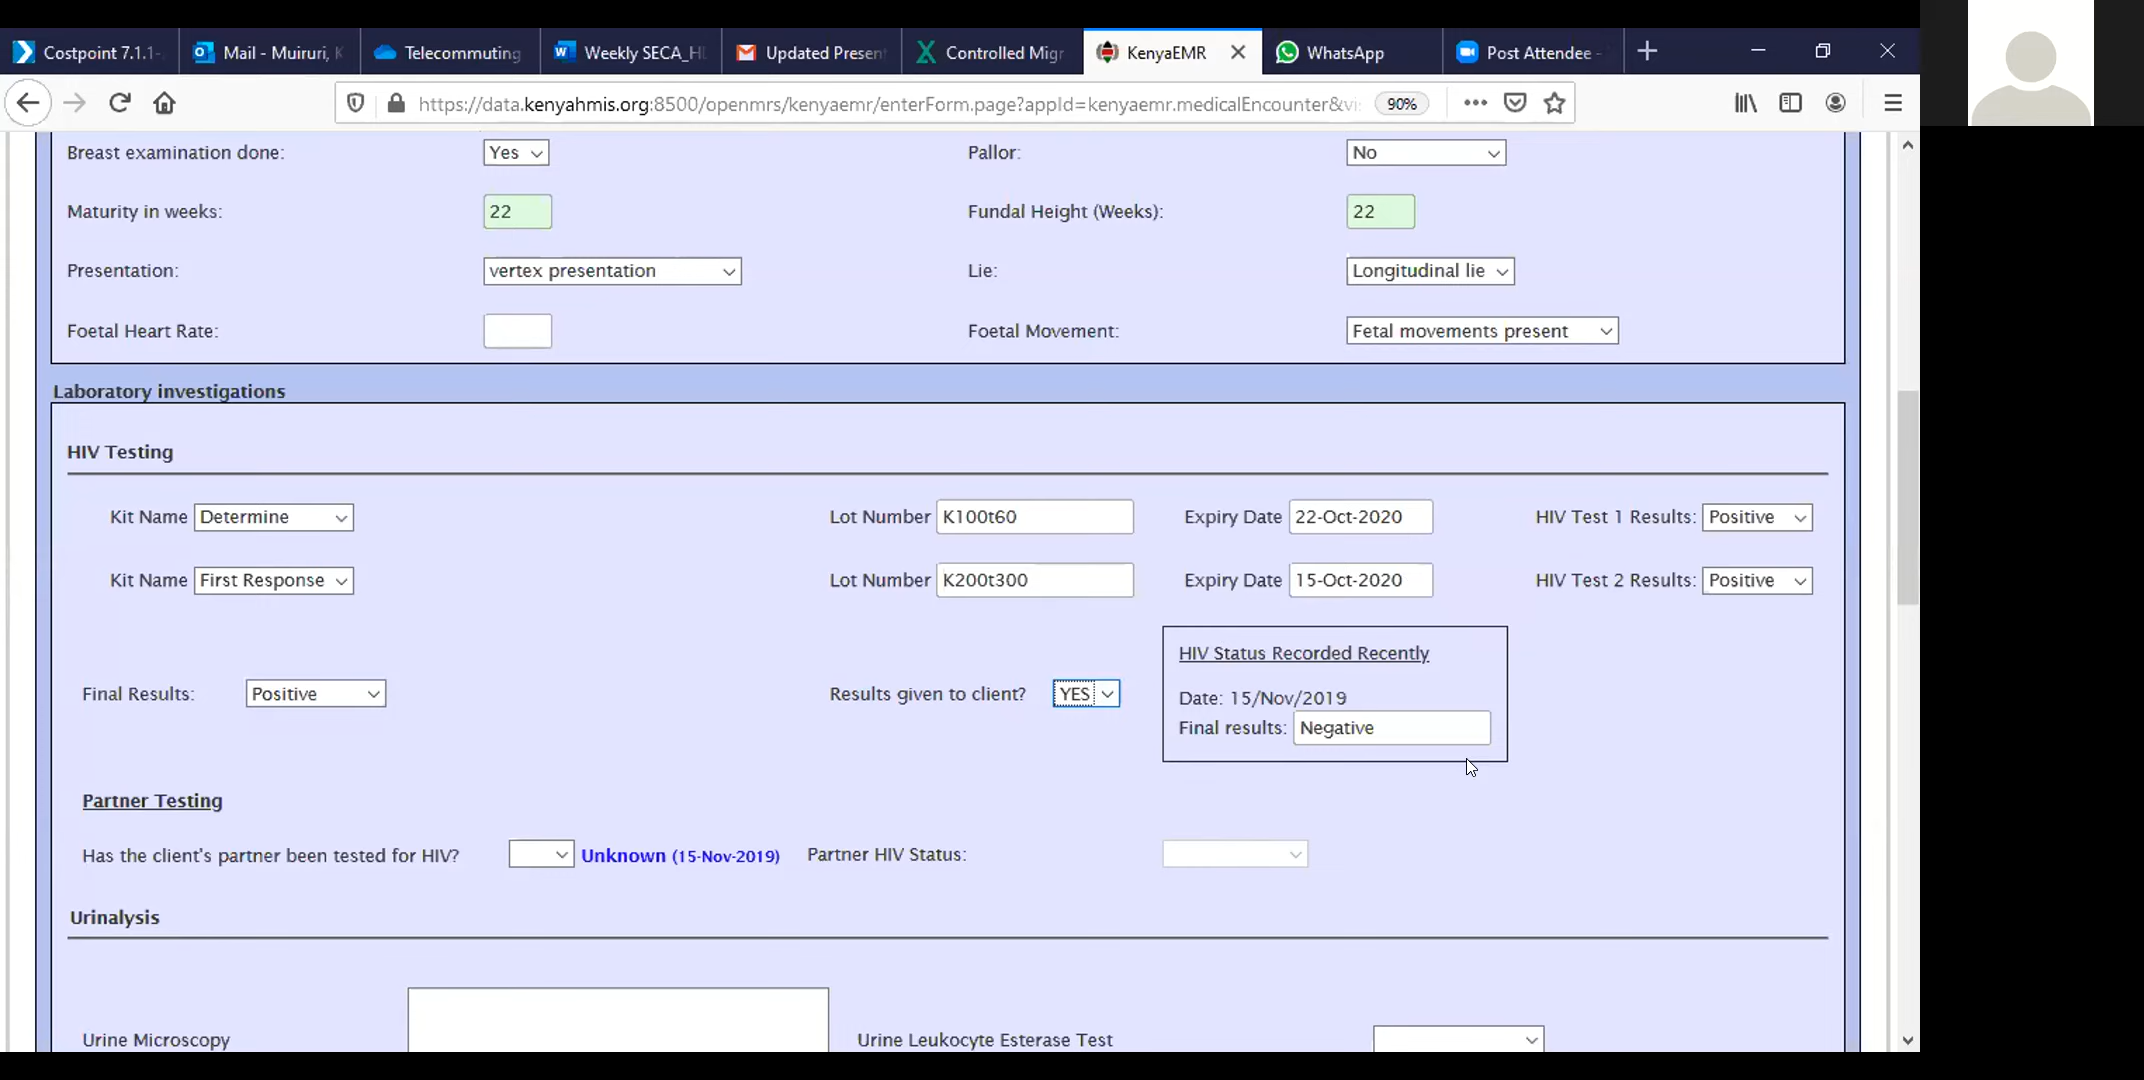 Costpoint 7.1.1- Mail - Muiruri, K Telecommuting Weekly SECA_HI Updated Present Controlled Migr KenyaEMR WhatsApp Post Attendee -
https://data.kenyahmis.org:8500/openmrs/kenyaemr/enterForm.page?appId=kenyaemr.medicalEncounter&vi 90%
Breast examination done: Yes Pallor: No
Maturity in weeks: 22 Fundal Height (Weeks): 22
Presentation: vertex presentation Lie: Longitudinal lie
Foetal Heart Rate: Foetal Movement: Fetal movements present
Laboratory investigations
HIV Testing
Kit Name Determine Lot Number K100t60 Expiry Date 22-Oct-2020 HIV Test 1 Results: Positive
Kit Name First Response Lot Number K200t300 Expiry Date 15-Oct-2020 HIV Test 2 Results: Positive
HIV Status Recorded Recently
Final Results: Positive Results given to client? YES Date: 15/Nov/2019
Final results: Negative
Partner Testing
Has the client's partner been tested for HIV? Unknown (15-Nov-2019) Partner HIV Status:
Urinalysis
Urine Microscopy Urine Leukocyte Esterase Test